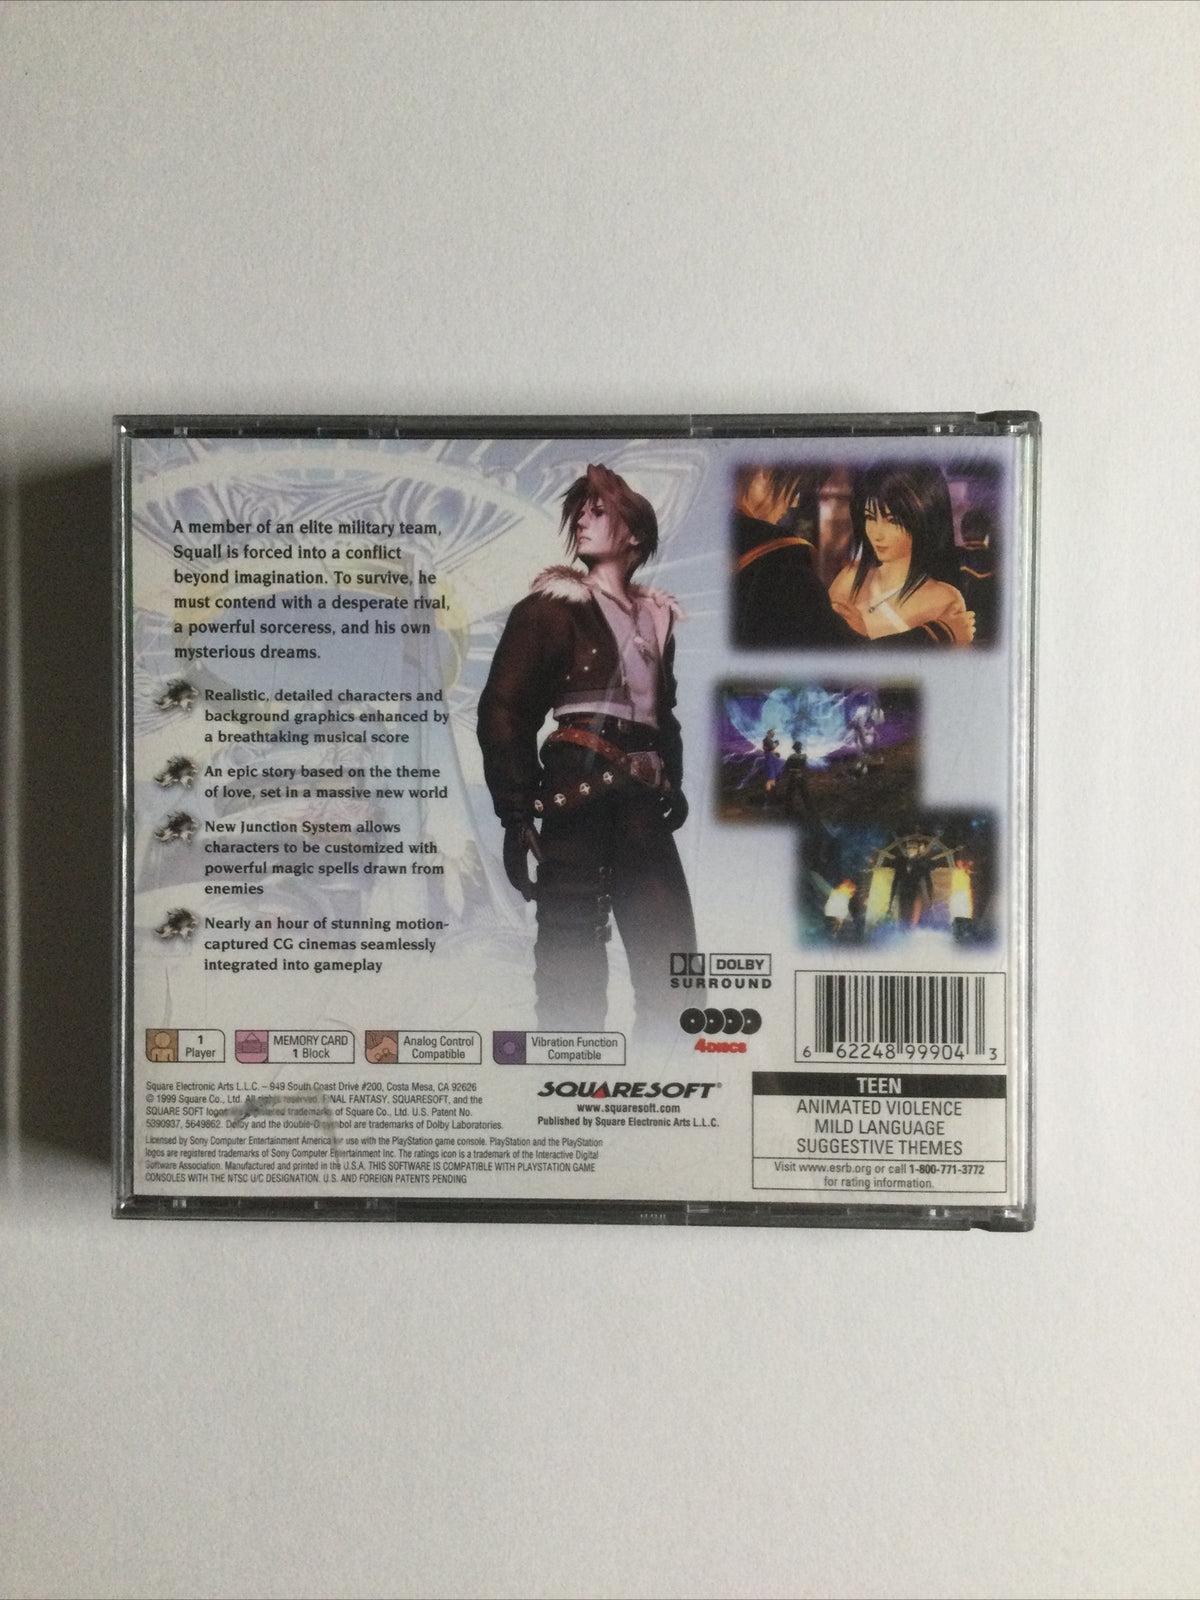 A member of an elite military team,
Squall is forced into a conflict
beyond imagination. To survive, he
must contend with a desperate rival,
a powerful sorceress, and his own
mysterious dreams.
Realistic, detailed characters and
background graphics enhanced by
a breathtaking musical score
An epic story based on the theme
of love, set in a massive new world
New Junction System allows
characters to be customized with
powerful magic spells drawn from
enemies
Nearly an hour of stunning motion-
captured CG cinemas seamlessly
integrated into gameplay
DOLBY
SURROUND
4DISCS
1
Player
MEMORY CARD
1 Block
Analog Control
Compatible
Vibration Function
Compatible
6 62248 99904 3
Square Electronic Arts L.L.C. – 949 South Coast Drive #200, Costa Mesa, CA 92626
© 1999 Square Co., Ltd. All rights reserved. FINAL FANTASY, SQUARESOFT, and the
SQUARE SOFT logo trademarks of Square Co., Ltd. U.S. Patent No.
5390937, 5649862. Dolby and the double-D symbol are trademarks of Dolby Laboratories.
Licensed by Sony Computer Entertainment America for use with the PlayStation game console. PlayStation and the PlayStation
logos are registered trademarks of Sony Computer Entertainment Inc. The ratings icon is a trademark of the Interactive Digital
Software Association. Manufactured and printed in the U.S.A. THIS SOFTWARE IS COMPATIBLE WITH PLAYSTATION GAME
CONSOLES WITH THE NTSC U/C DESIGNATION. U.S. AND FOREIGN PATENTS PENDING
SQUARESOFT®
www.squaresoft.com
Published by Square Electronic Arts L.L.C.
TEEN
ANIMATED VIOLENCE
MILD LANGUAGE
SUGGESTIVE THEMES
Visit www.esrb.org or call 1-800-771-3772
for rating information.